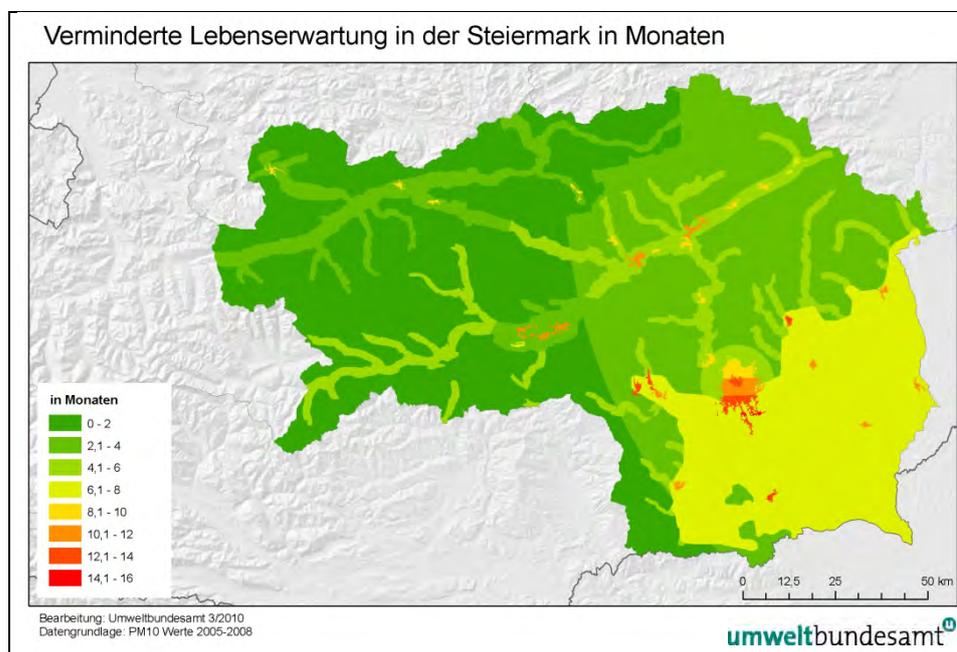 Verminderte Lebenserwartung in der Steiermark in Monaten
in Monaten
0 - 2
2,1 - 4
4,1 - 6
6,1 - 8
8,1 - 10
10,1 - 12
12,1 - 14
14,1 - 16
0 12,5 25 50 km
Bearbeitung: Umweltbundesamt 3/2010
Datengrundlage: PM10 Werte 2005-2008
umweltbundesamt u